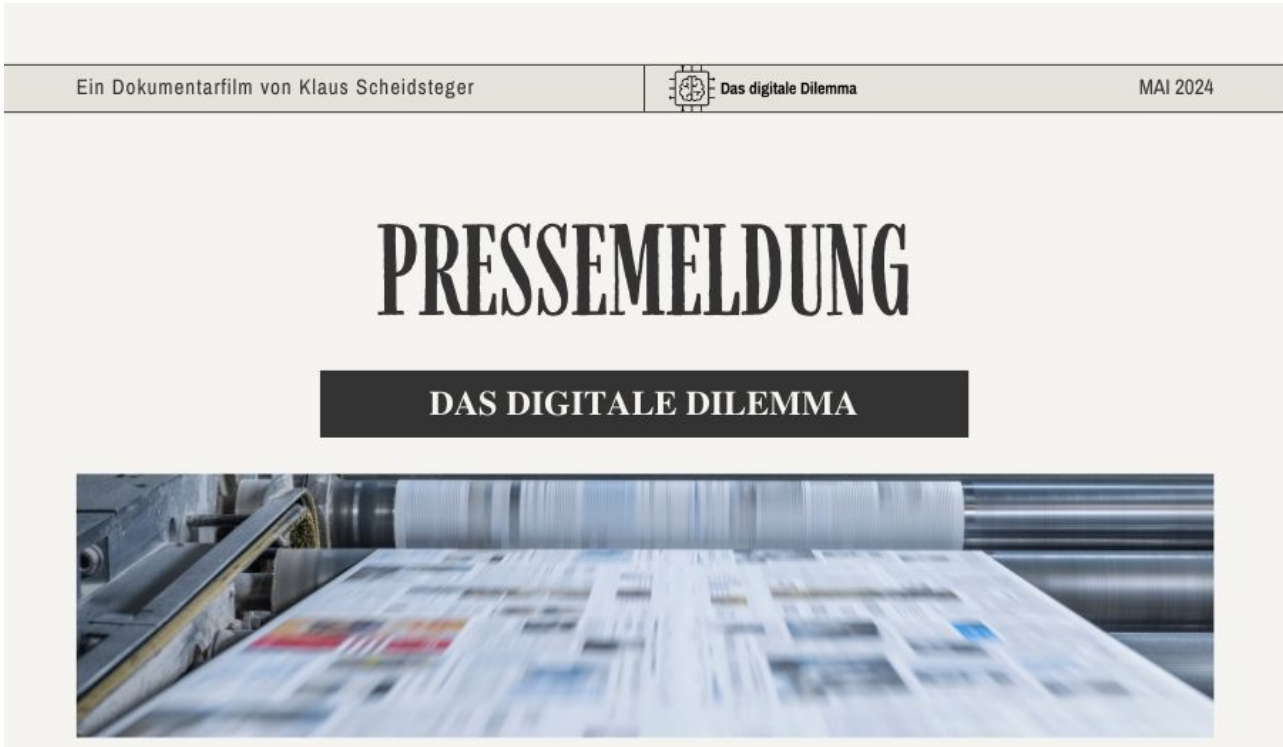 Ein Dokumentarfilm von Klaus Scheidsteger
Das digitale Dilemma
MAI 2024
PRESSEMELDUNG
DAS DIGITALE DILEMMA